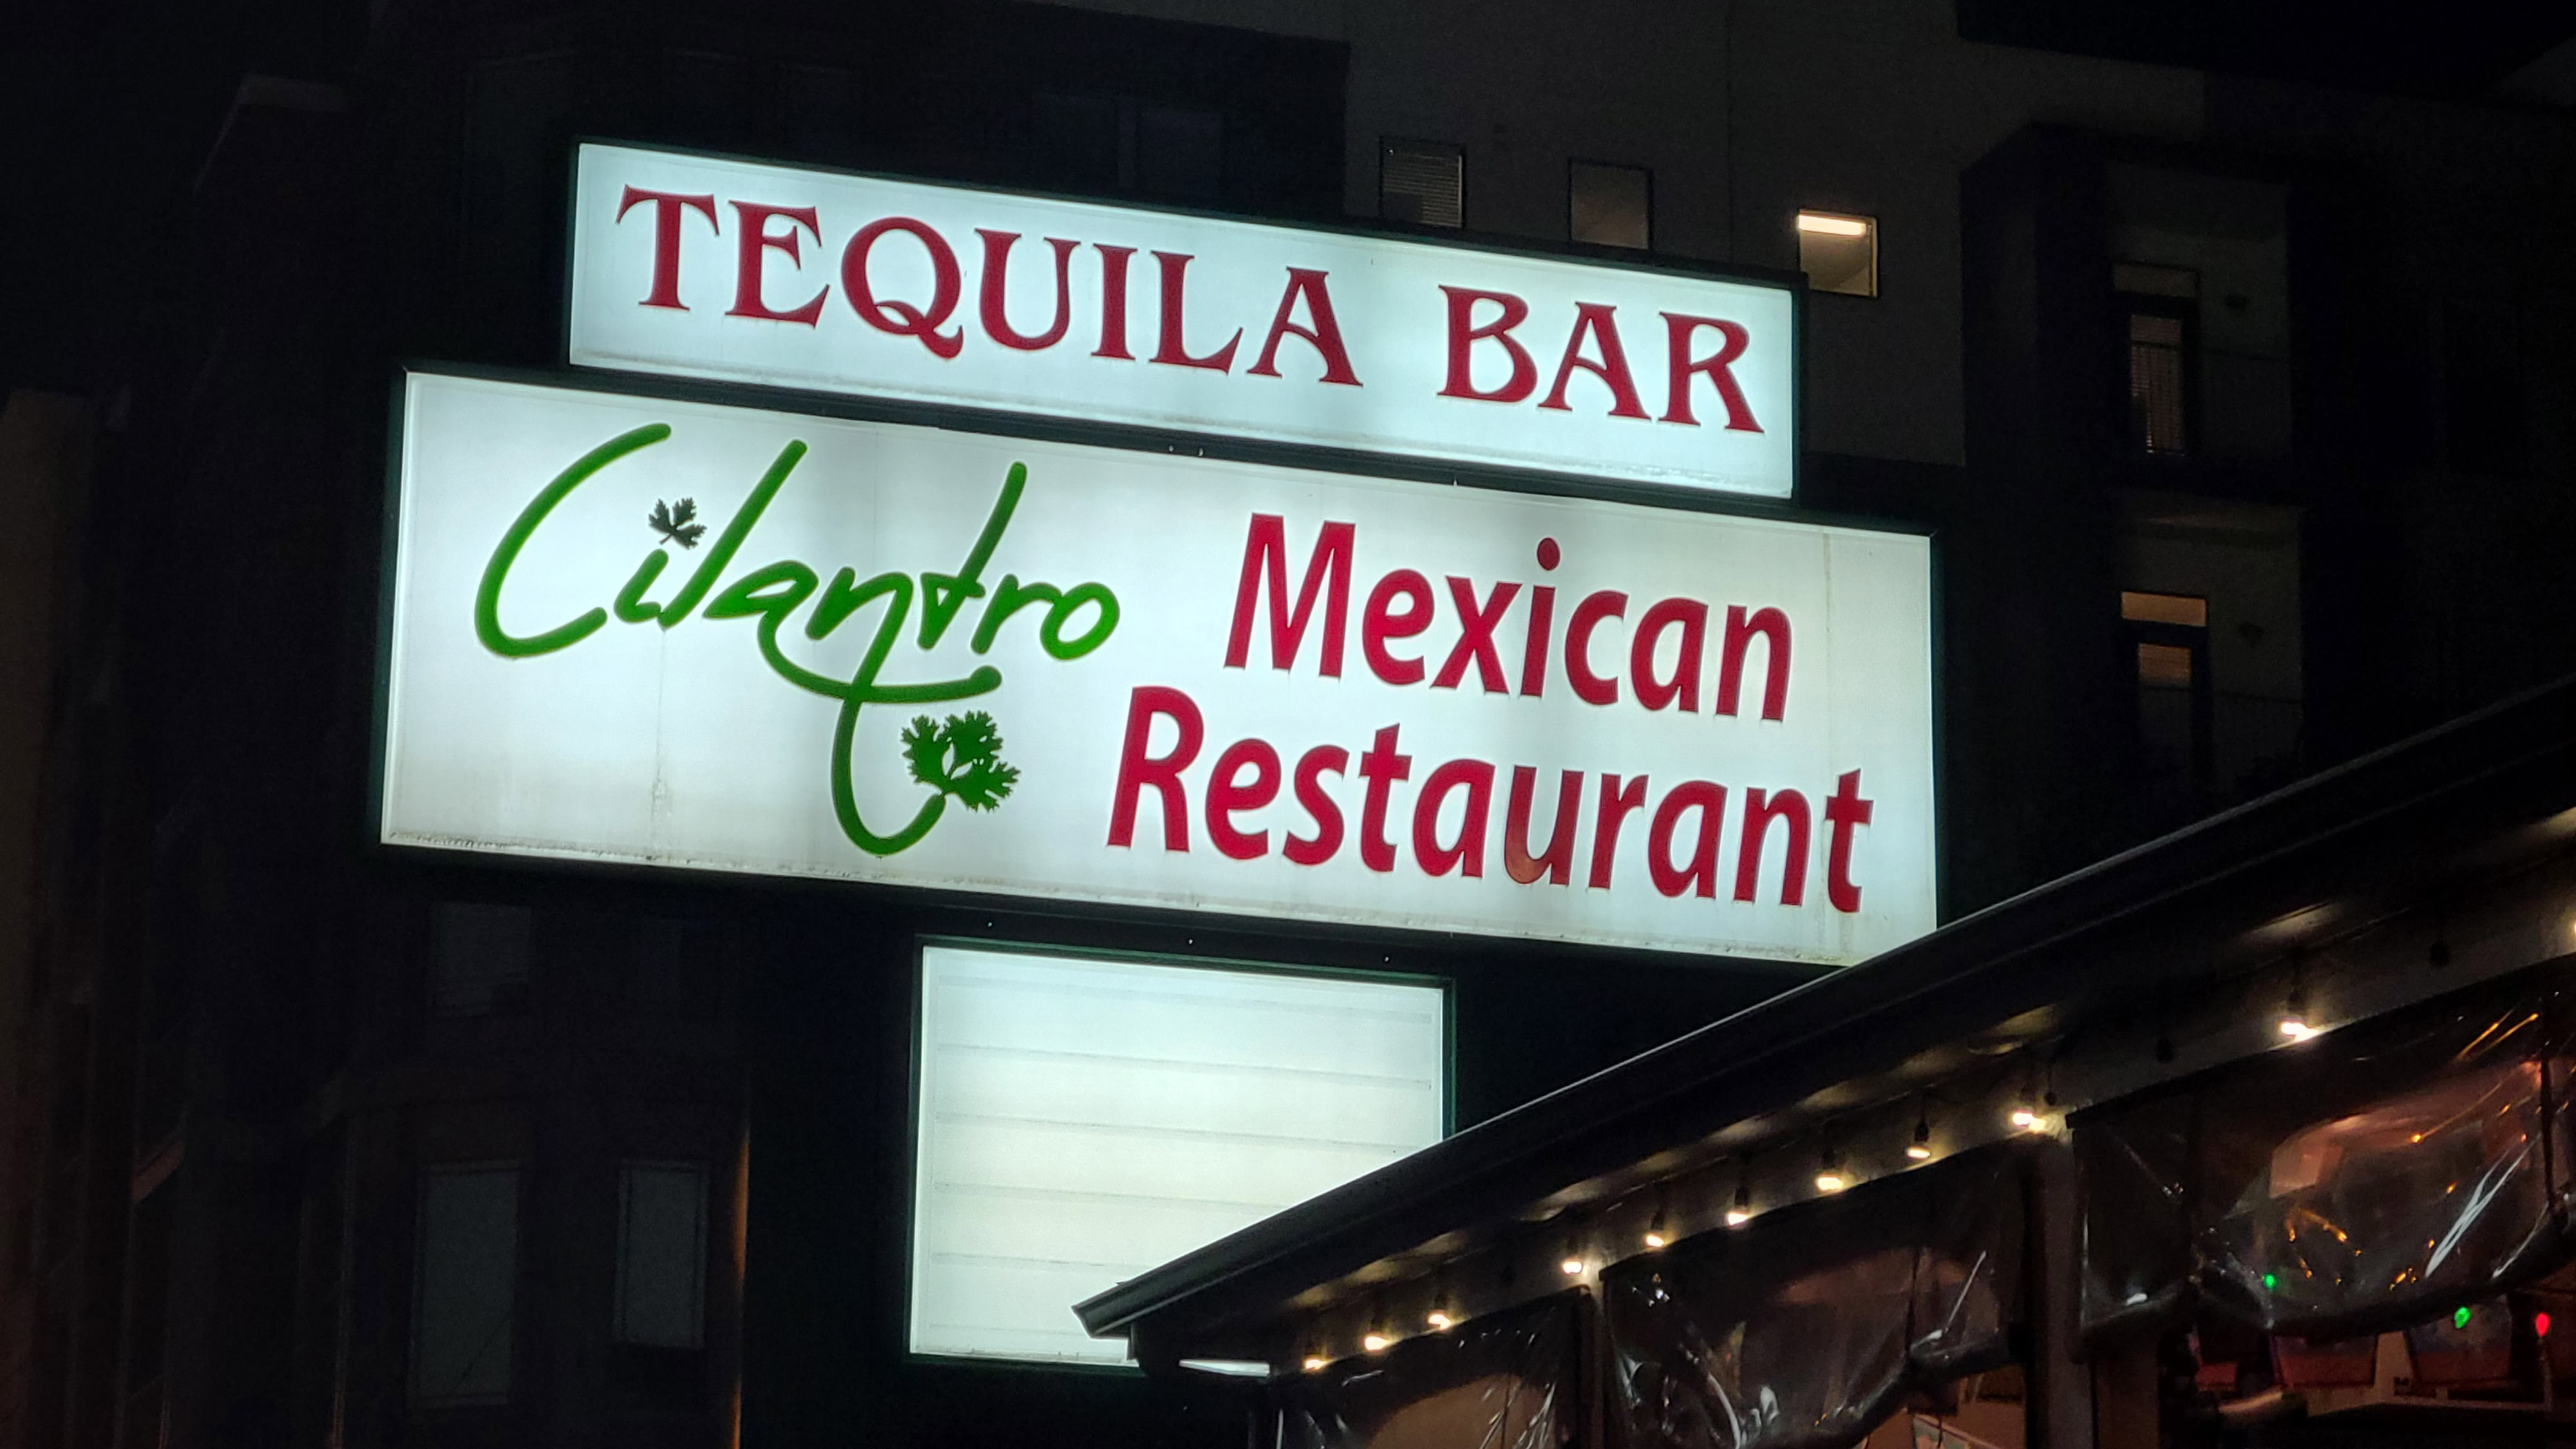 TEQUILA BAR
Cilantro
Mexican
Restaurant